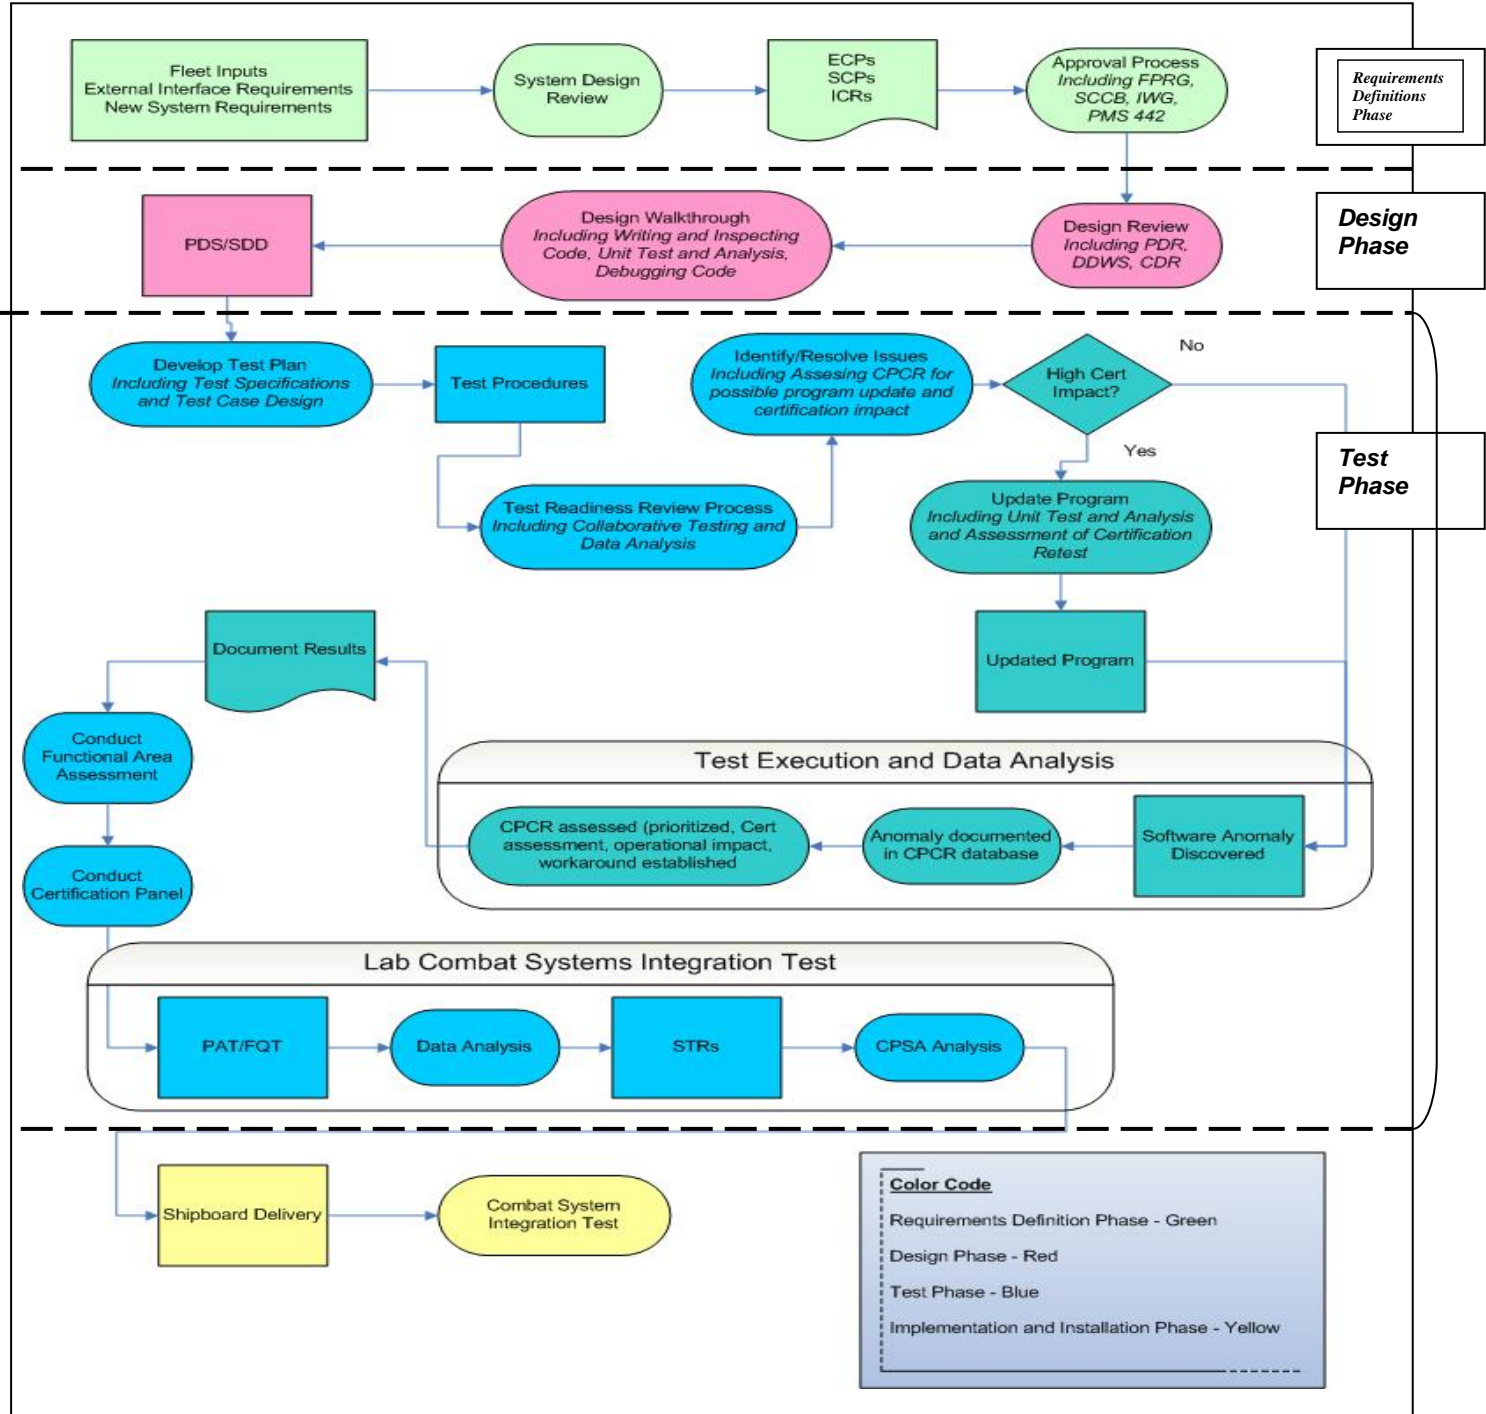 Fleet Inputs
External Interface Requirements
New System Requirements
System Design
Review
ECPs
SCPs
ICRs
Approval Process
Including FPRG,
SCCB, IWG,
PMS 442
Requirements
Definitions
Phase
PDS/SDD
Design Walkthrough
Including Writing and Inspecting
Code, Unit Test and Analysis,
Debugging Code
Design Review
Including PDR,
DDWS, CDR
Design
Phase
Develop Test Plan
Including Test Specifications
and Test Case Design
Test Procedures
Identify/Resolve Issues
Including Assesing CPCR for
possible program update and
certification impact
High Cert
Impact?
No
Yes
Test
Phase
Test Readiness Review Process
Including Collaborative Testing and
Data Analysis
Update Program
Including Unit Test and Analysis
and Assessment of Certification
Retest
Document Results
Updated Program
Conduct
Functional Area
Assessment
Test Execution and Data Analysis
CPCR assessed (prioritized, Cert
assessment, operational impact,
workaround established
Anomaly documented
in CPCR database
Software Anomaly
Discovered
Conduct
Certification Panel
Lab Combat Systems Integration Test
PAT/FQT
Data Analysis
STRs
CPSA Analysis
Shipboard Delivery
Combat System
Integration Test
Color Code
Requirements Definition Phase - Green
Design Phase - Red
Test Phase - Blue
Implementation and Installation Phase - Yellow